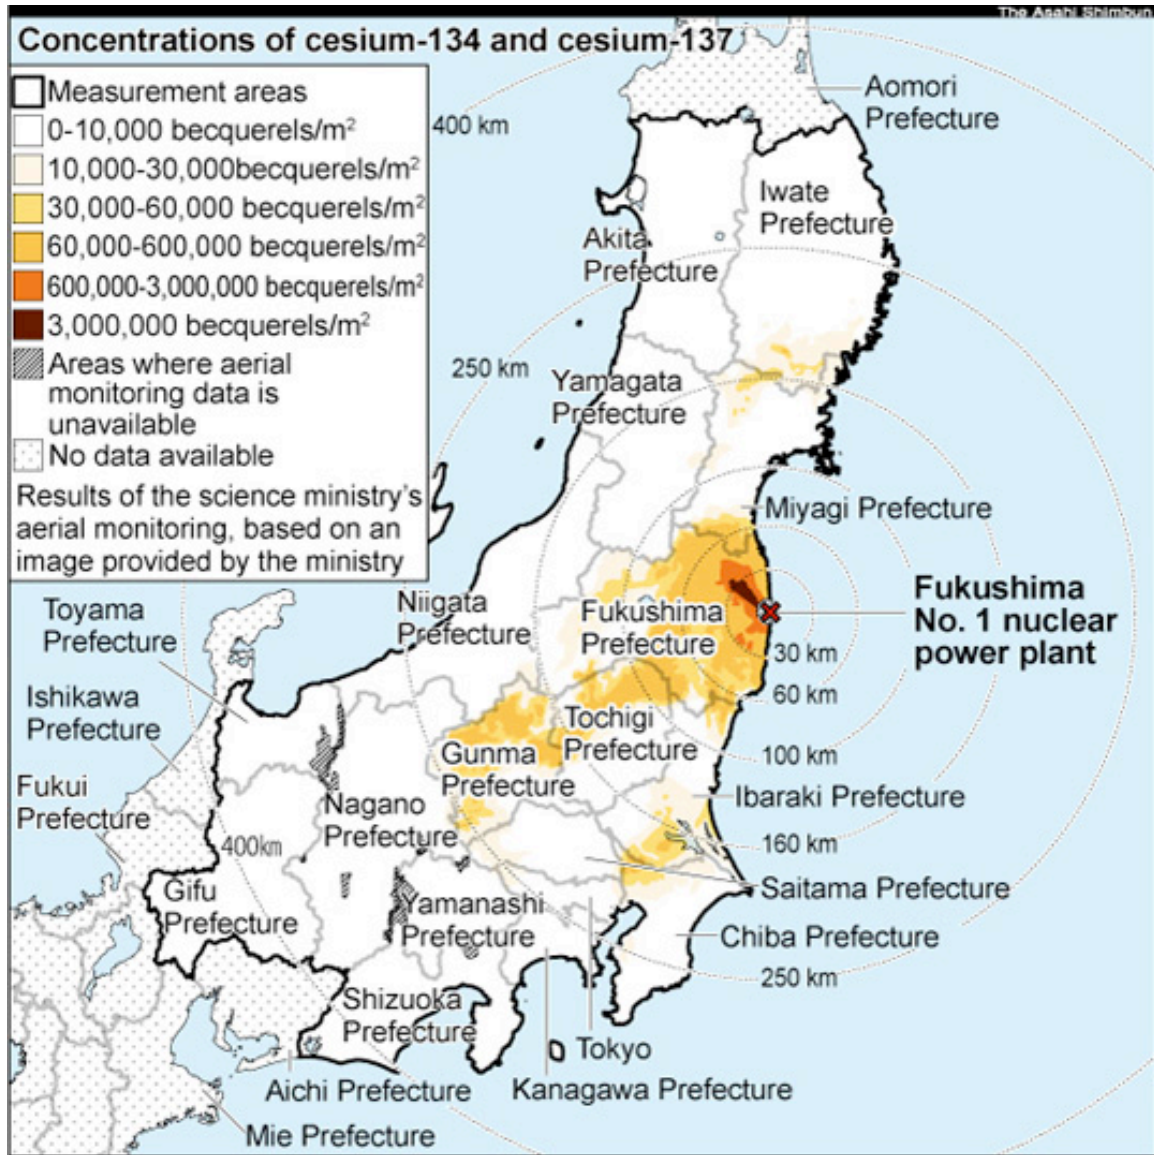 The Asahi Shimbun
Concentrations of cesium-134 and cesium-137
Measurement areas
0-10,000 becquerels/m²
10,000-30,000becquerels/m²
30,000-60,000 becquerels/m²
60,000-600,000 becquerels/m²
600,000-3,000,000 becquerels/m²
3,000,000 becquerels/m²
Areas where aerial
monitoring data is
unavailable
No data available
Results of the science ministry's
aerial monitoring, based on an
image provided by the ministry
400 km
Aomori
Prefecture
Iwate
Prefecture
Akita
Prefecture
250 km
Yamagata
Prefecture
Miyagi Prefecture
Fukushima
No. 1 nuclear
power plant
Niigata
Prefecture
Fukushima
Prefecture
30 km
60 km
100 km
160 km
250 km
Toyama
Prefecture
Ishikawa
Prefecture
Fukui
Prefecture
Tochigi
Prefecture
Gunma
Prefecture
Nagano
Prefecture
Ibaraki Prefecture
400km
Saitama Prefecture
Gifu
Prefecture
Yamanashi
Prefecture
Chiba Prefecture
Shizuoka
Prefecture
Tokyo
Aichi Prefecture
Kanagawa Prefecture
Mie Prefecture